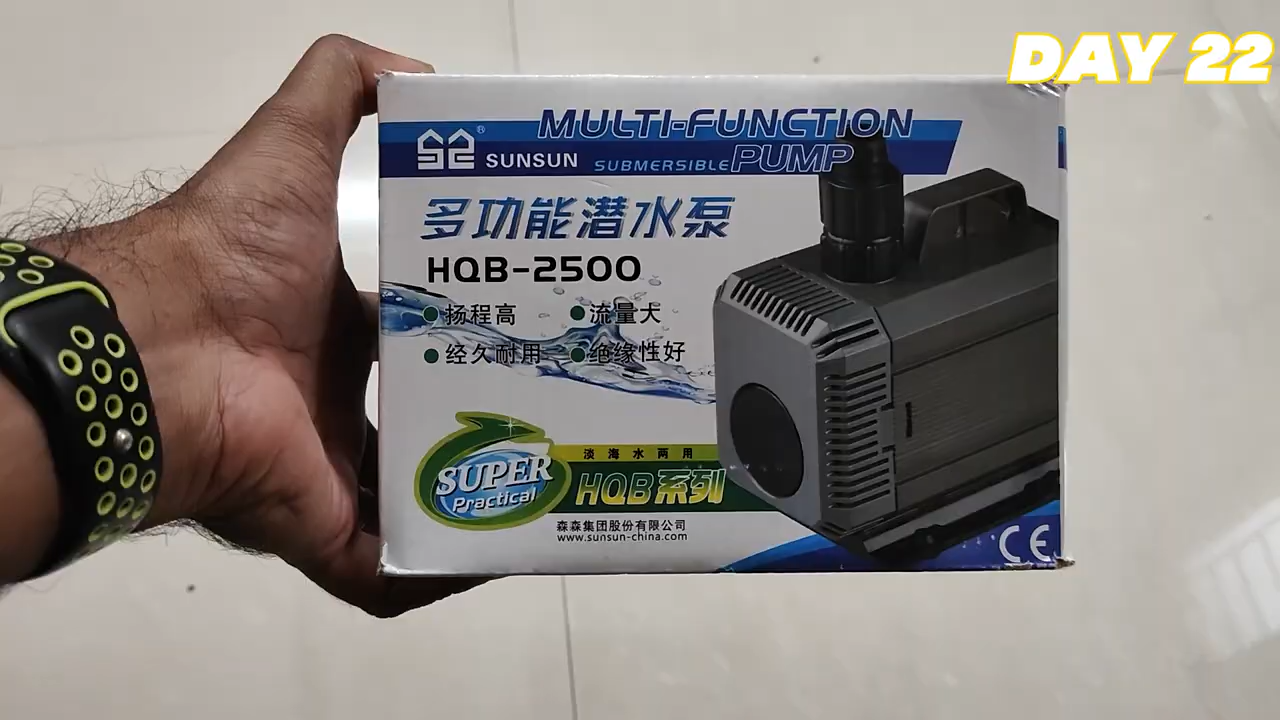 DAY 22
MULTI-FUNCTION
SUNSUN SUBMERSIBLE PUMP
多功能潜水泵
HQB-2500
扬程高 流量大
经久耐用 绝缘性好
SUPER
Practical
淡海水两用
HQB系列
森森集团股份有限公司
www.sunsun-china.com
CE